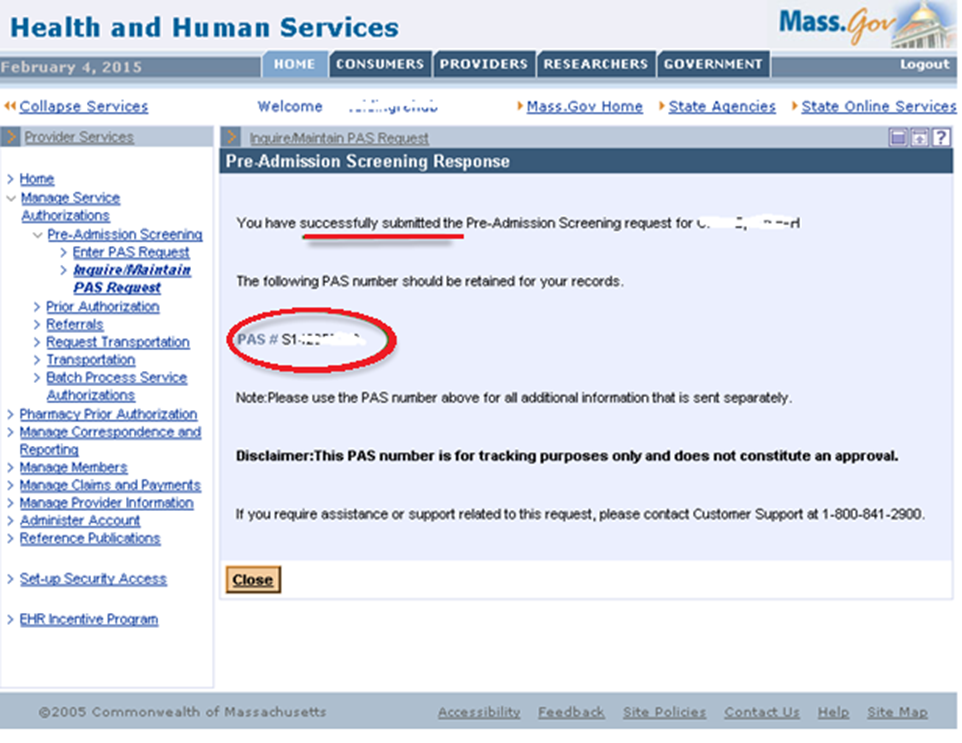 Health and Human Services
Mass.Gov
February 4, 2015
HOME CONSUMERS PROVIDERS RESEARCHERS GOVERNMENT Logout
Collapse Services Welcome Mass.Gov Home State Agencies State Online Services
Provider Services
Home
Manage Service
Authorizations
Pre-Admission Screening
Enter PAS Request
Inquire/Maintain
PAS Request
Prior Authorization
Referrals
Request Transportation
Transportation
Batch Process Service
Authorizations
Pharmacy Prior Authorization
Manage Correspondence and
Reporting
Manage Members
Manage Claims and Payments
Manage Provider Information
Administer Account
Reference Publications
Set-up Security Access
EHR Incentive Program
Inquire/Maintain PAS Request ?
Pre-Admission Screening Response
You have successfully submitted the Pre-Admission Screening request for
The following PAS number should be retained for your records.
PAS #
Note:Please use the PAS number above for all additional information that is sent separately.
Disclaimer:This PAS number is for tracking purposes only and does not constitute an approval.
If you require assistance or support related to this request, please contact Customer Support at 1-800-841-2900.
Close
©2005 Commonwealth of Massachusetts Accessibility Feedback Site Policies Contact Us Help Site Map